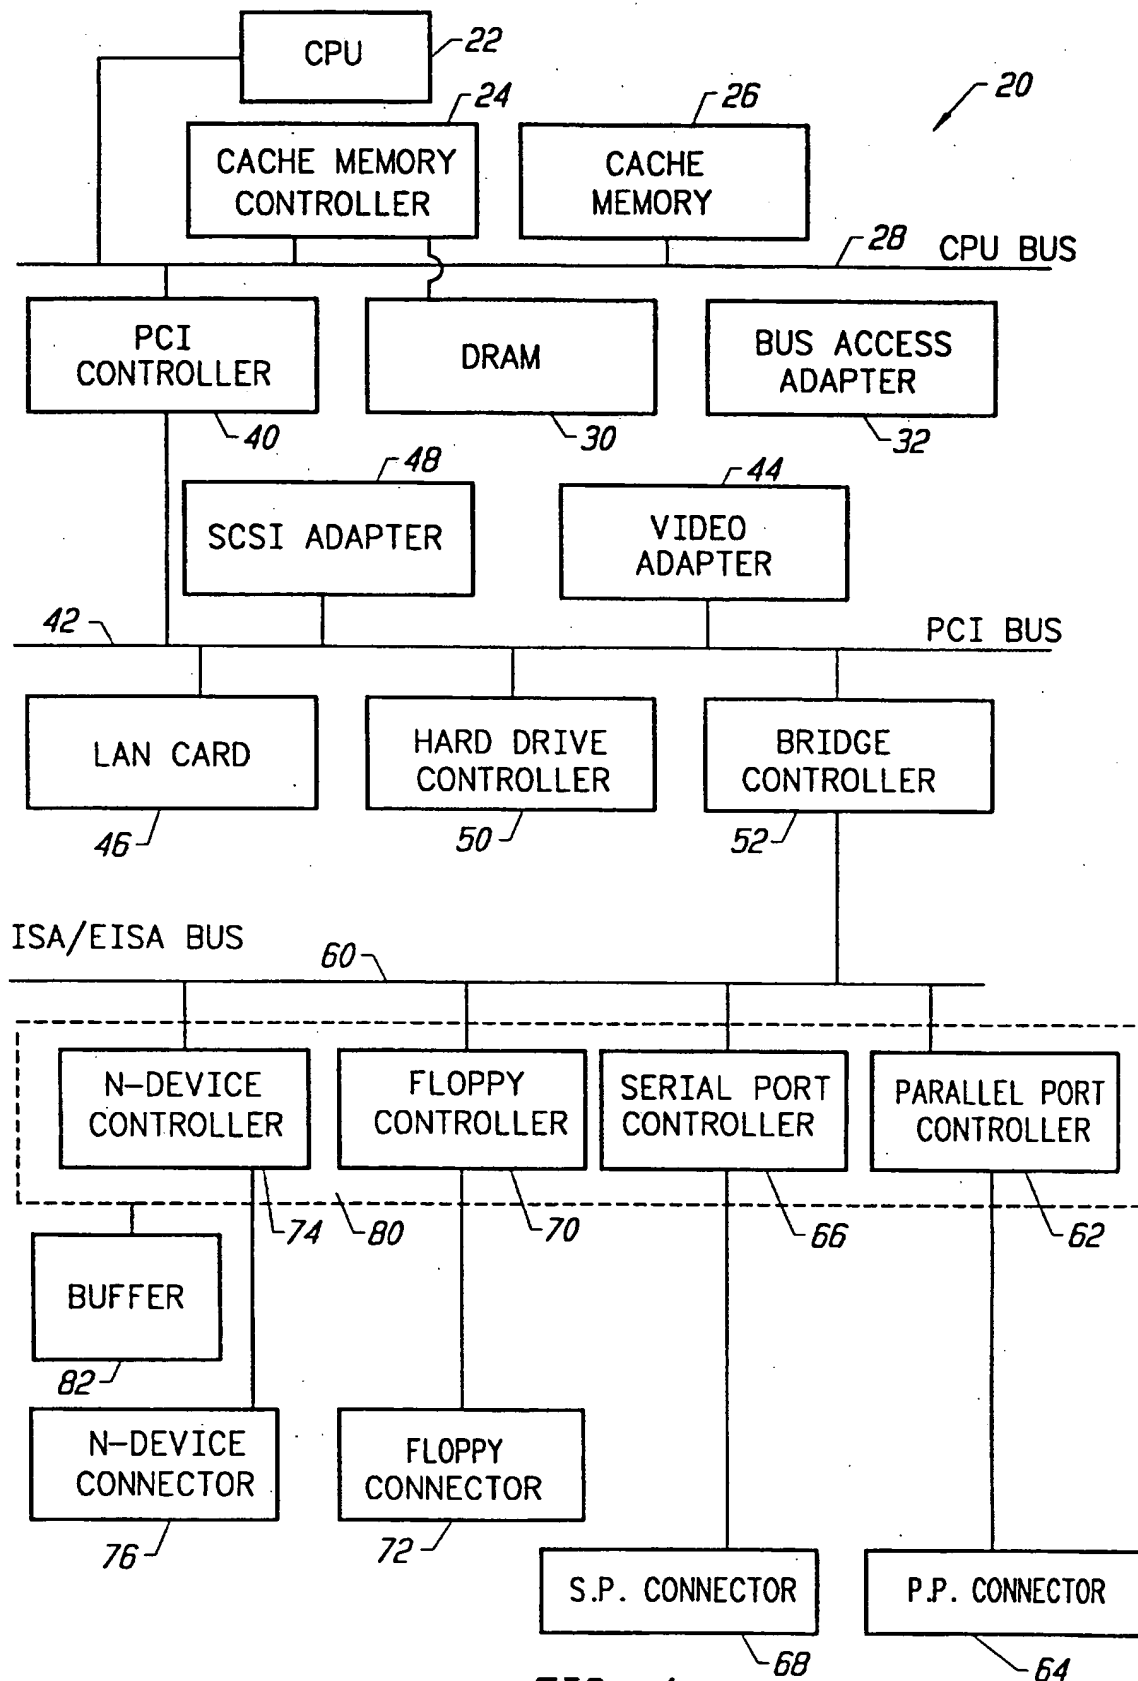 CPU
22
24
26
20
CACHE MEMORY
CONTROLLER
CACHE
MEMORY
28
CPU BUS
PCI
CONTROLLER
DRAM
BUS ACCESS
ADAPTER
40
30
32
48
44
SCSI ADAPTER
VIDEO
ADAPTER
42
PCI BUS
LAN CARD
HARD DRIVE
CONTROLLER
BRIDGE
CONTROLLER
46
50
52
ISA/EISA BUS
60
N-DEVICE
CONTROLLER
FLOPPY
CONTROLLER
SERIAL PORT
CONTROLLER
PARALLEL PORT
CONTROLLER
74
80
70
66
62
BUFFER
82
N-DEVICE
CONNECTOR
FLOPPY
CONNECTOR
76
72
S.P. CONNECTOR
P.P. CONNECTOR
68
64